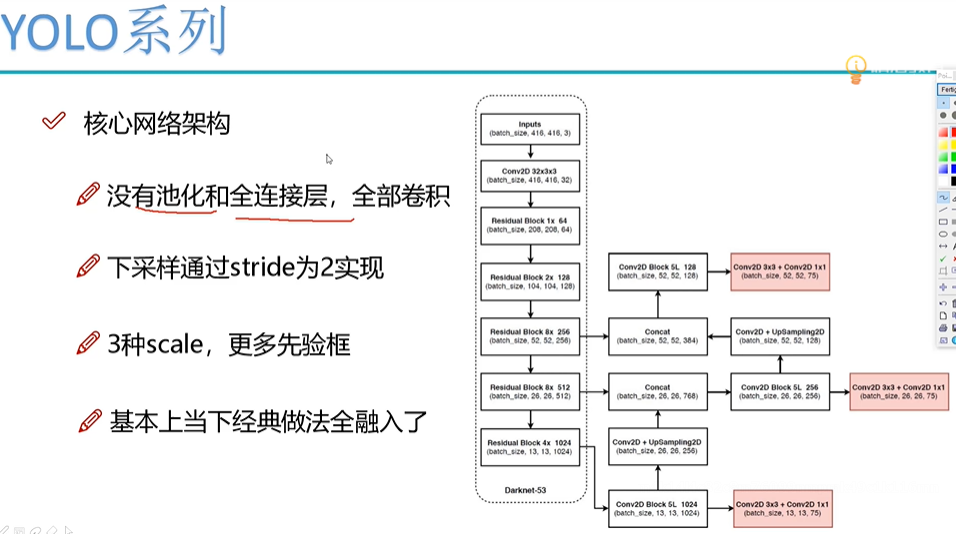 YOLO系列
核心网络架构
没有池化和全连接层，全部卷积
下采样通过stride为2实现
3种scale，更多先验框
基本上当下经典做法全融入了
Inputs
(batch_size, 416, 416, 3)
Conv2D 32x3x3
(batch_size, 416, 416, 32)
Residual Block 1x 64
(batch_size, 208, 208, 64)
Residual Block 2x 128
(batch_size, 104, 104, 128)
Residual Block 8x 256
(batch_size, 52, 52, 256)
Residual Block 8x 512
(batch_size, 26, 26, 512)
Residual Block 4x 1024
(batch_size, 13, 13, 1024)
Darknet-53
Conv2D Block 5L 128
(batch_size, 52, 52, 128)
Conv2D 3x3 + Conv2D 1x1
(batch_size, 52, 52, 75)
Concat
(batch_size, 52, 52, 384)
Conv2D + UpSampling2D
(batch_size, 52, 52, 128)
Concat
(batch_size, 26, 26, 768)
Conv2D Block 5L 256
(batch_size, 26, 26, 256)
Conv2D 3x3 + Conv2D 1x1
(batch_size, 26, 26, 75)
Conv2D + UpSampling2D
(batch_size, 26, 26, 256)
Conv2D Block 5L 1024
(batch_size, 13, 13, 1024)
Conv2D 3x3 + Conv2D 1x1
(batch_size, 13, 13, 75)
Poi...
Fertig